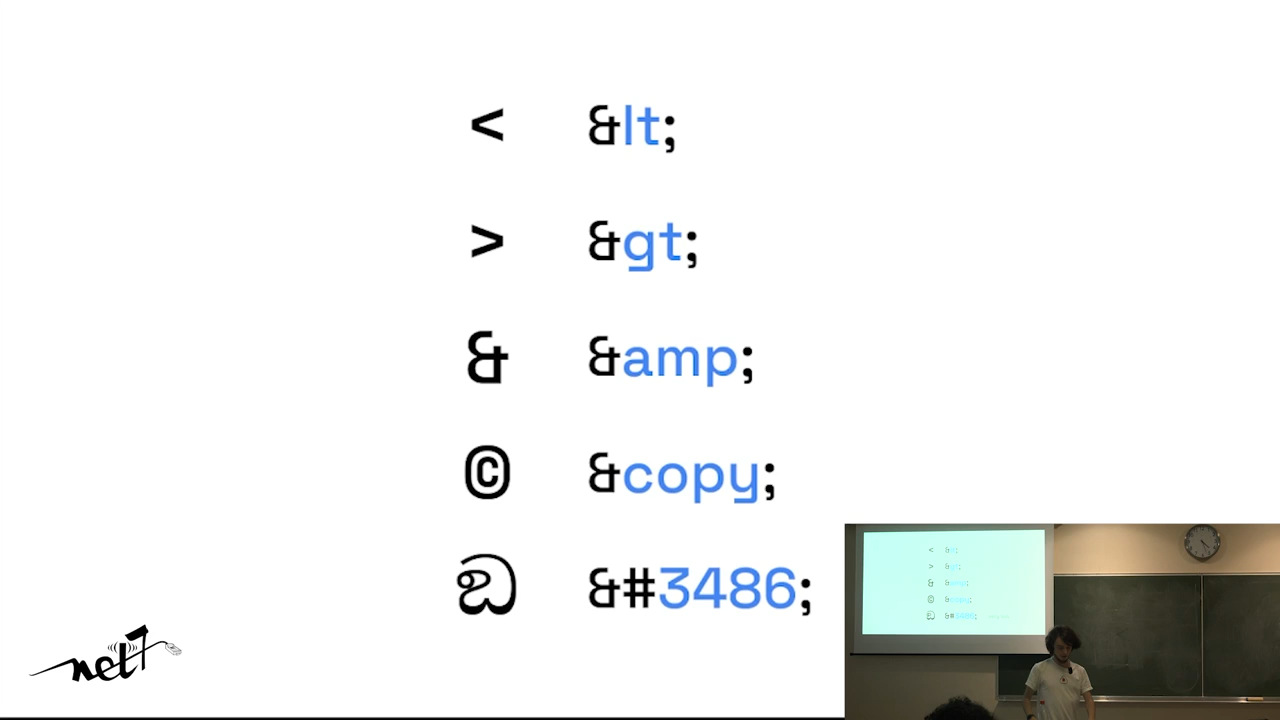 < &lt;
> &gt;
& &amp;
© &copy;
ඞ &#3486;
net7